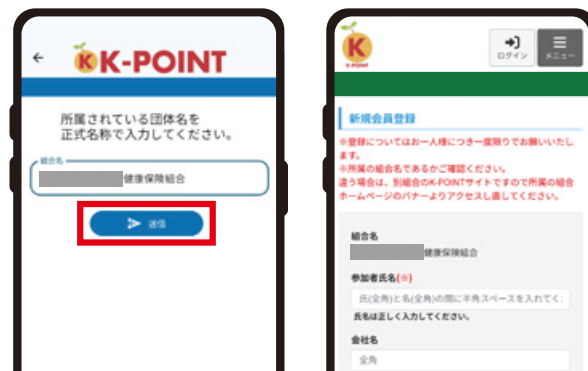 K-POINT
所属されている団体名を
正式名称で入力してください。
組合名
健康保険組合
送信
K-POINT
ログイン
メニュー
新規会員登録
※登録についてはお一人様につき一度限りでお願いいたし
ます。
※所属の組合名であるかご確認ください。
違う場合は、別組合のK-POINTサイトですので所属の組合
ホームページのバナーよりアクセスし直してください。
組合名
健康保険組合
参加者氏名(※)
氏(全角)と名(全角)の間に半角スペースを入れてく
氏名は正しく入力してください。
会社名
全角